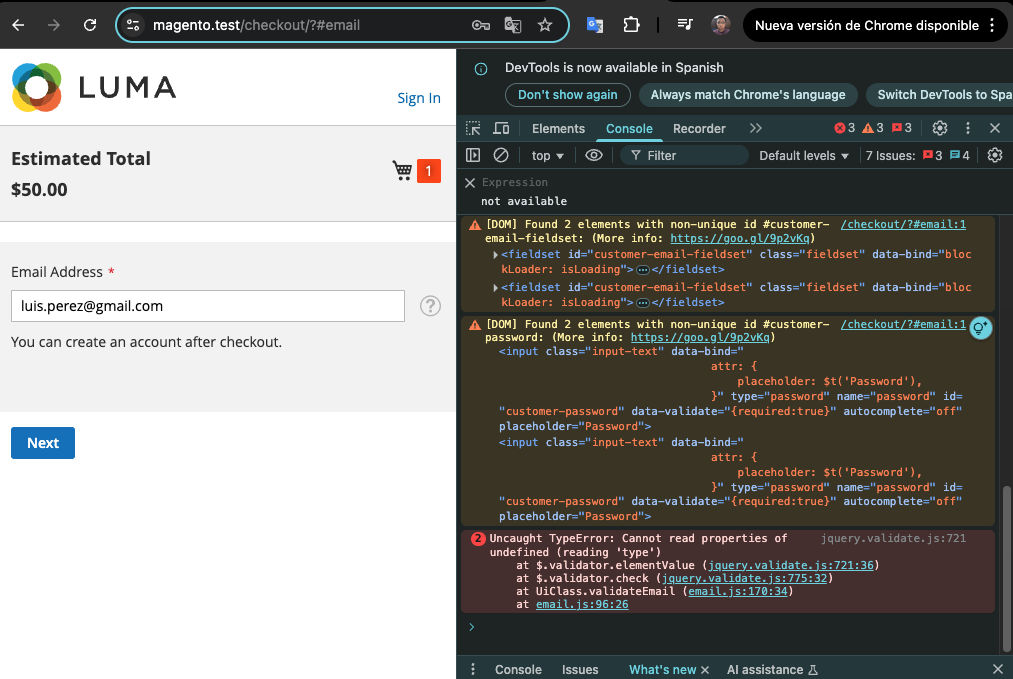 magento.test/checkout/?#email
Nueva versión de Chrome disponible
LUMA
Sign In
Estimated Total
$50.00
1
Email Address *
luis.perez@gmail.com
?
You can create an account after checkout.
Next
DevTools is now available in Spanish
Don't show again
Always match Chrome's language
Switch DevTools to Spa
Elements
Console
Recorder
3
3
3
top
Filter
Default levels
7 Issues:
3
4
Expression
not available
[DOM] Found 2 elements with non-unique id #customer- /checkout/?#email:1
email-fieldset: (More info: https://goo.gl/9p2vKq)
<fieldset id="customer-email-fieldset" class="fieldset" data-bind="bloc
kLoader: isLoading">…</fieldset>
<fieldset id="customer-email-fieldset" class="fieldset" data-bind="bloc
kLoader: isLoading">…</fieldset>
[DOM] Found 2 elements with non-unique id #customer- /checkout/?#email:1
password: (More info: https://goo.gl/9p2vKq)
<input class="input-text" data-bind="
attr: {
placeholder: $t('Password'),
}" type="password" name="password" id=
"customer-password" data-validate="{required:true}" autocomplete="off"
placeholder="Password">
<input class="input-text" data-bind="
attr: {
placeholder: $t('Password'),
}" type="password" name="password" id=
"customer-password" data-validate="{required:true}" autocomplete="off"
placeholder="Password">
2 Uncaught TypeError: Cannot read properties of jquery.validate.js:721
undefined (reading 'type')
at $.validator.elementValue (jquery.validate.js:721:36)
at $.validator.check (jquery.validate.js:775:32)
at UiClass.validateEmail (email.js:170:34)
at email.js:96:26
Console
Issues
What's new
AI assistance